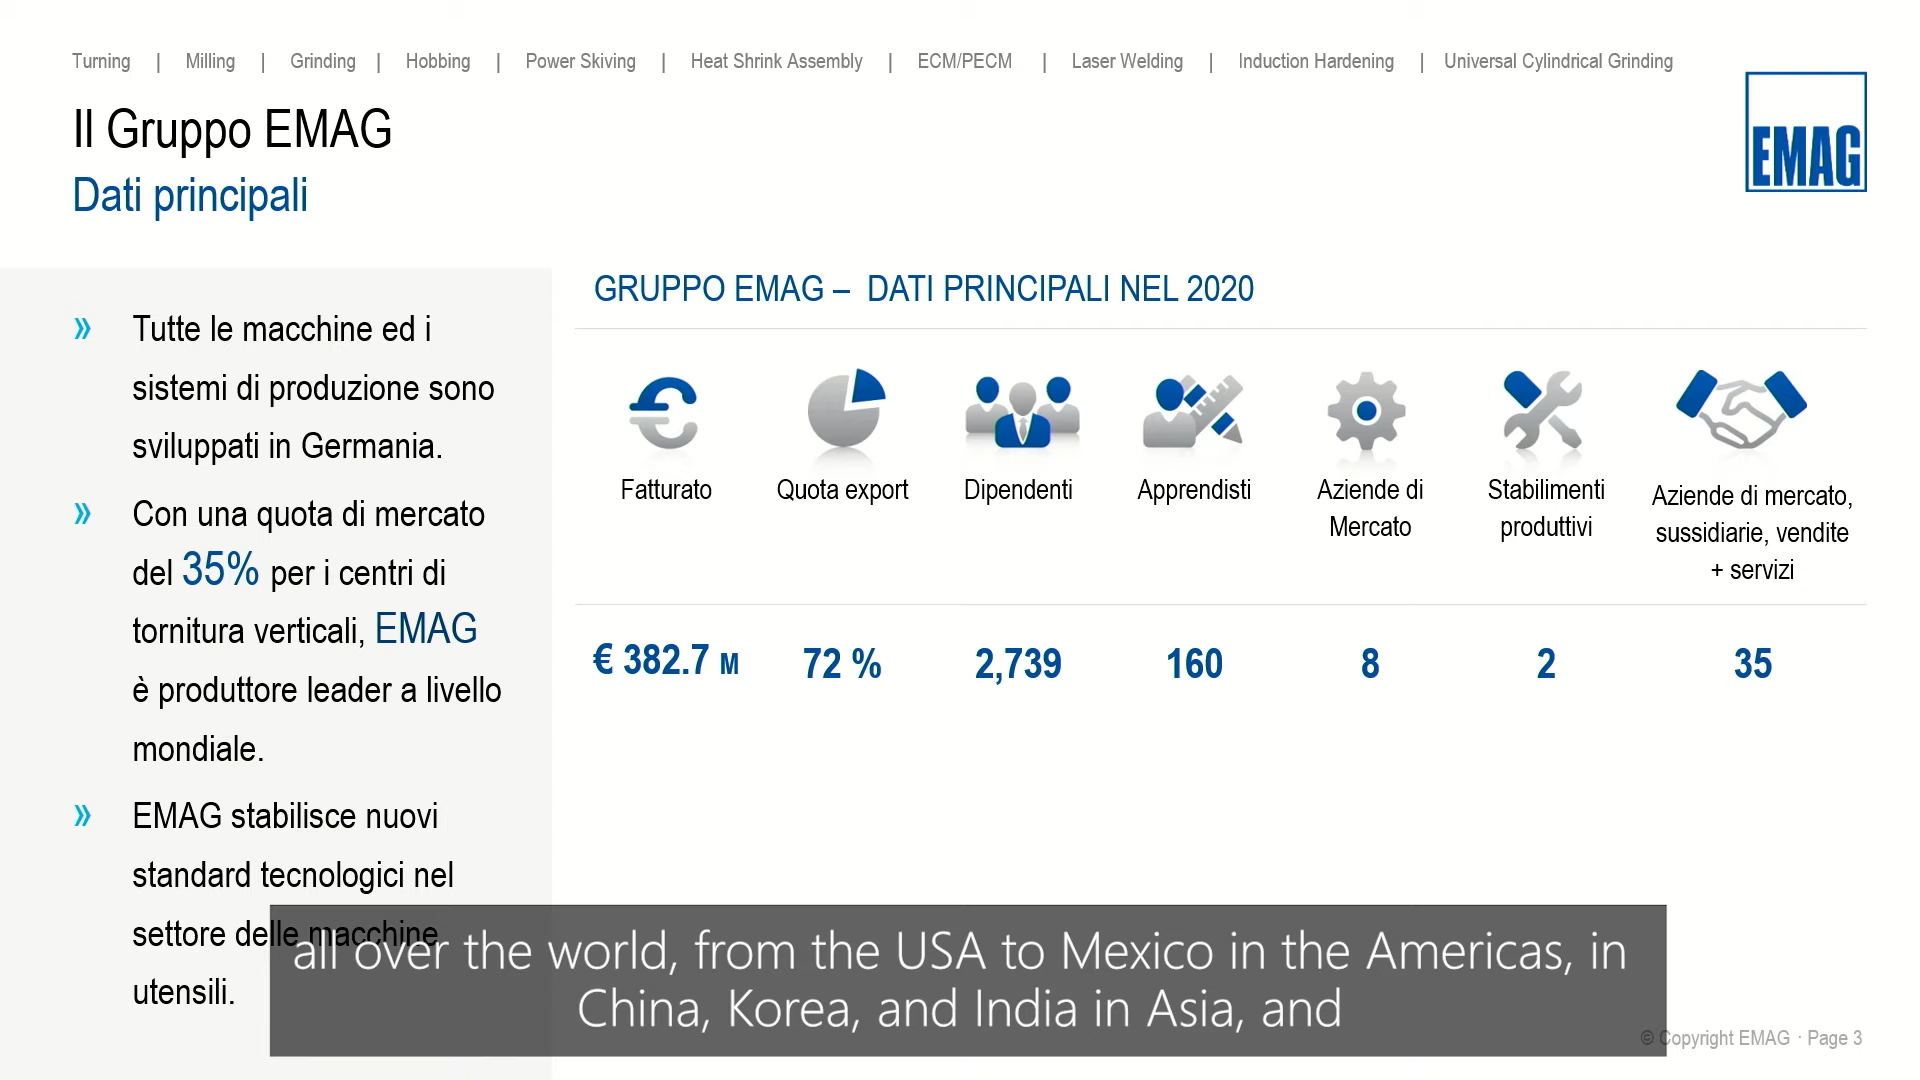 Turning | Milling | Grinding | Hobbing | Power Skiving | Heat Shrink Assembly | ECM/PECM | Laser Welding | Induction Hardening | Universal Cylindrical Grinding
Il Gruppo EMAG
Dati principali
EMAG
» Tutte le macchine ed i
sistemi di produzione sono
sviluppati in Germania.
» Con una quota di mercato
del 35% per i centri di
tornitura verticali, EMAG
è produttore leader a livello
mondiale.
» EMAG stabilisce nuovi
standard tecnologici nel
settore delle macchine
utensili.
GRUPPO EMAG – DATI PRINCIPALI NEL 2020
Fatturato
Quota export
Dipendenti
Apprendisti
Aziende di
Mercato
Stabilimenti
produttivi
Aziende di mercato,
sussidiarie, vendite
+ servizi
€ 382.7 M
72 %
2,739
160
8
2
35
all over the world, from the USA to Mexico in the Americas, in
China, Korea, and India in Asia, and
© Copyright EMAG · Page 3